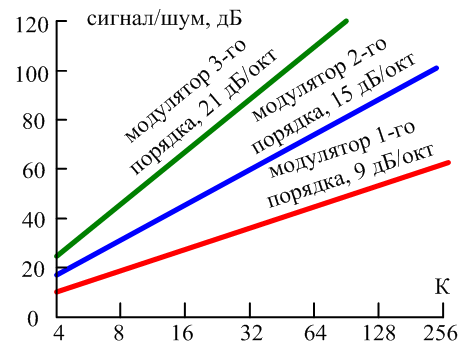 сигнал/шум, дБ
120
100
80
60
40
20
0
модулятор 3-го
порядка, 21 дБ/окт
модулятор 2-го
порядка, 15 дБ/окт
модулятор 1-го
порядка, 9 дБ/окт
К
4 8 16 32 64 128 256